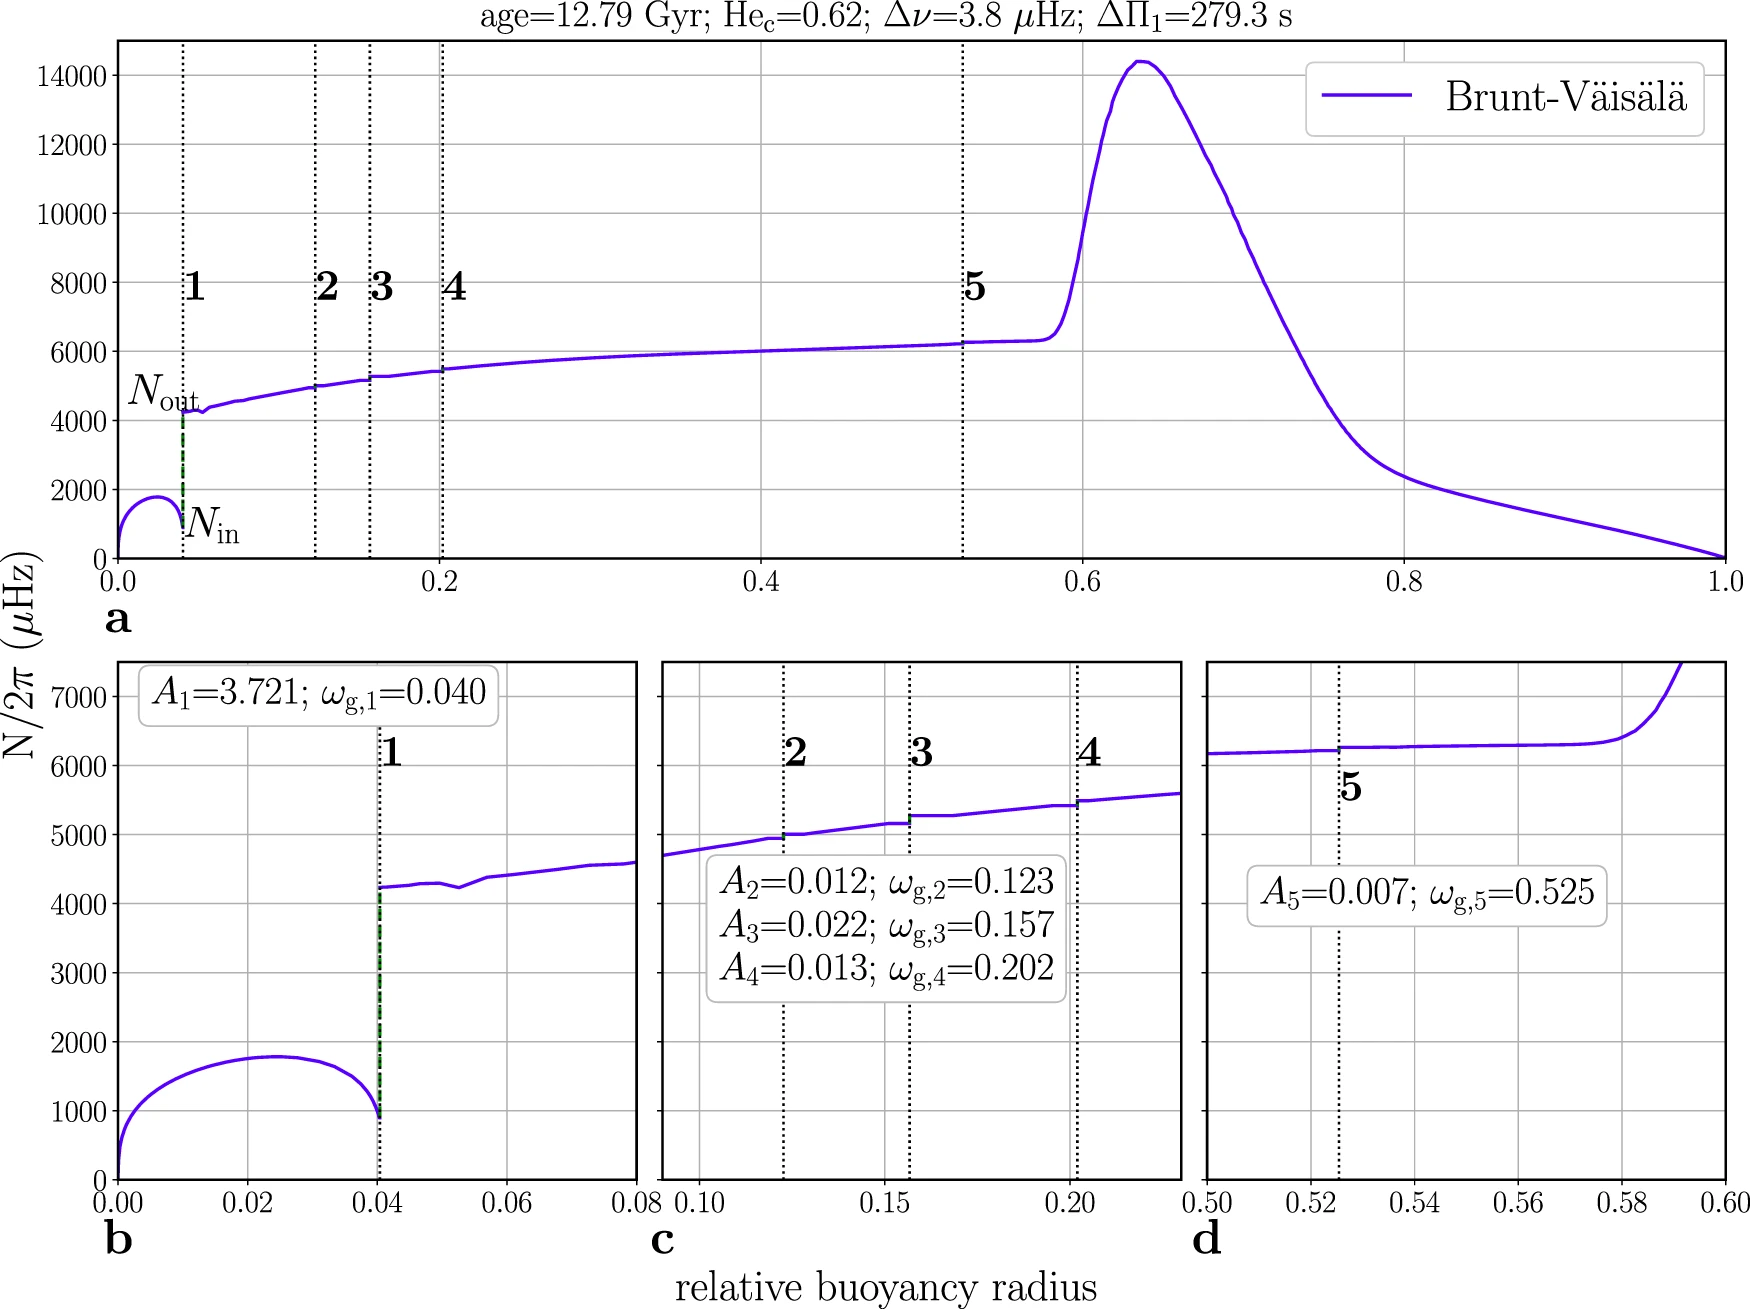 age=12.79 Gyr; He_c=0.62; Δν=3.8 μHz; ΔΠ_1=279.3 s
14000
12000
10000
8000
6000
4000
2000
0
Brunt-Väisälä
1
2
3
4
5
N_out
N_in
0.0 0.2 0.4 0.6 0.8 1.0
a
N/2π (μHz)
7000
6000
5000
4000
3000
2000
1000
0
A_1=3.721; ω_g,1=0.040
1
0.00 0.02 0.04 0.06 0.08
b
2
3
4
A_2=0.012; ω_g,2=0.123
A_3=0.022; ω_g,3=0.157
A_4=0.013; ω_g,4=0.202
0.10 0.15 0.20
c
5
A_5=0.007; ω_g,5=0.525
0.50 0.52 0.54 0.56 0.58 0.60
d
relative buoyancy radius